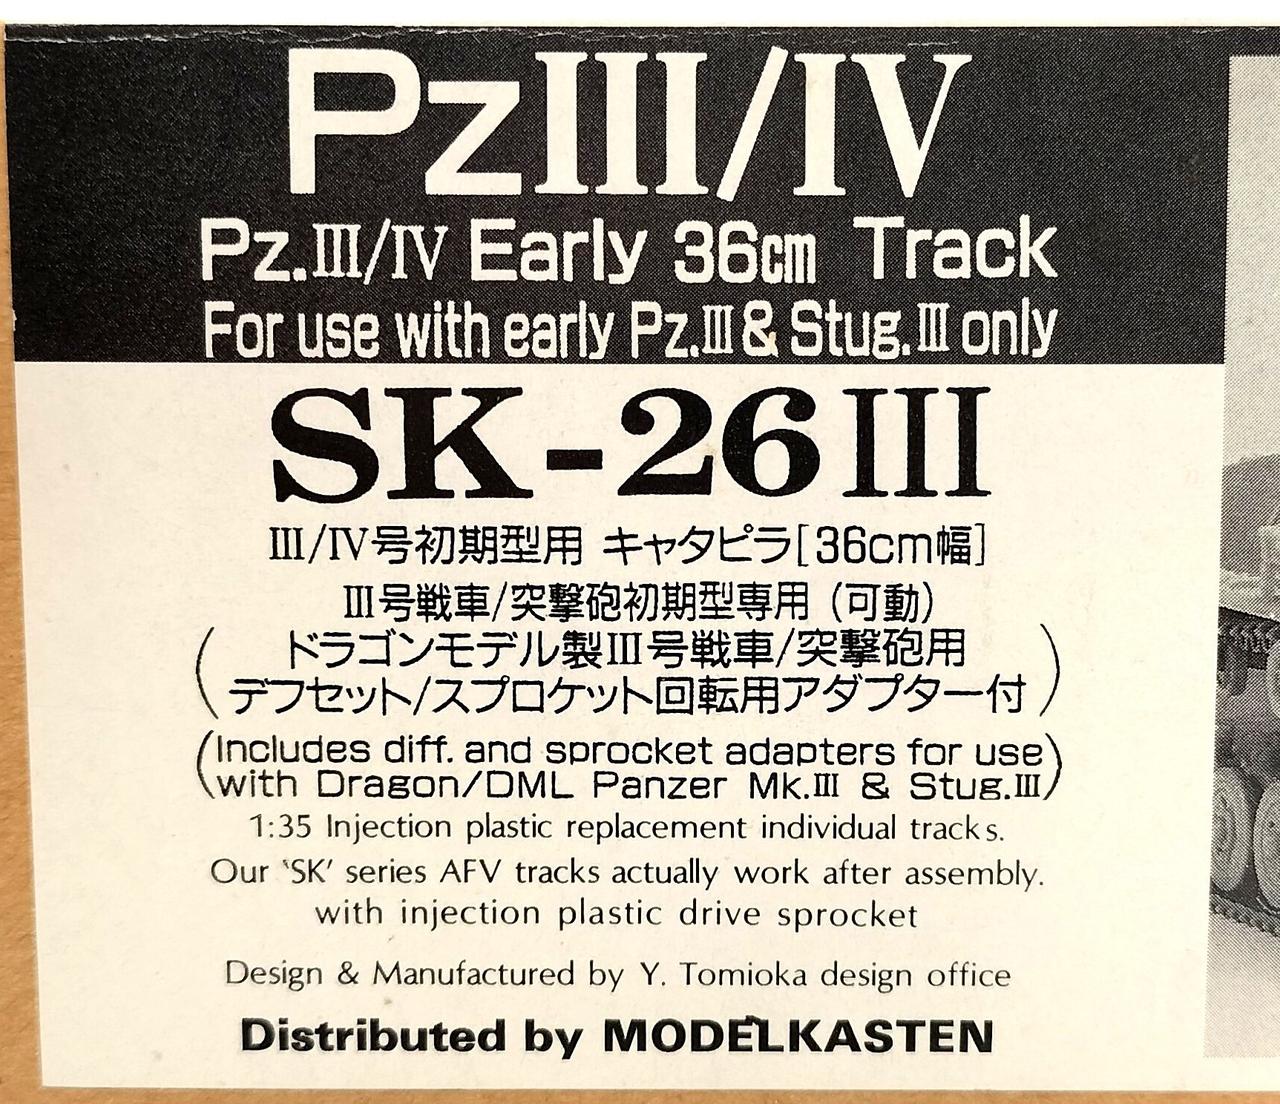 PzIII/IV
Pz.III/IV Early 36cm Track
For use with early Pz.III & Stug.III only
SK-26III
III/IV号初期型用 キャタピラ[36cm幅]
III号戦車/突撃砲初期型専用 (可動)
(ドラゴンモデル製III号戦車/突撃砲用
デフセット/スプロケット回転用アダプター付)
(Includes diff. and sprocket adapters for use
with Dragon/DML Panzer Mk.III & Stug.III)
1:35 Injection plastic replacement individual tracks.
Our 'SK' series AFV tracks actually work after assembly.
with injection plastic drive sprocket
Design & Manufactured by Y. Tomioka design office
Distributed by MODELKASTEN